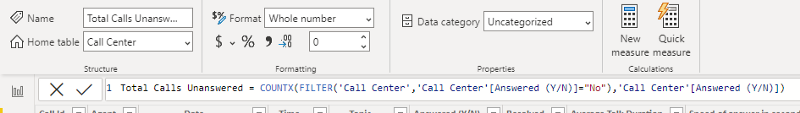 Name Total Calls Unansw... $% Format Whole number Data category Uncategorized
Home table Call Center $ % 9 .00 0 New measure Quick measure
Structure Formatting Properties Calculations
1 Total Calls Unanswered = COUNTX(FILTER('Call Center','Call Center'[Answered (Y/N)]="No"),'Call Center'[Answered (Y/N)])